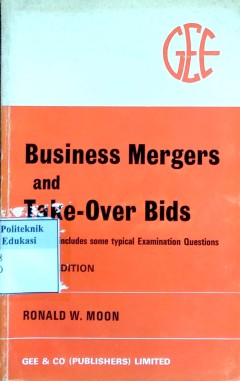 GEE
Business Mergers
and
Take-Over Bids
includes some typical Examination Questions
Politeknik
Edukasi
EDITION
RONALD W. MOON
GEE & CO (PUBLISHERS) LIMITED